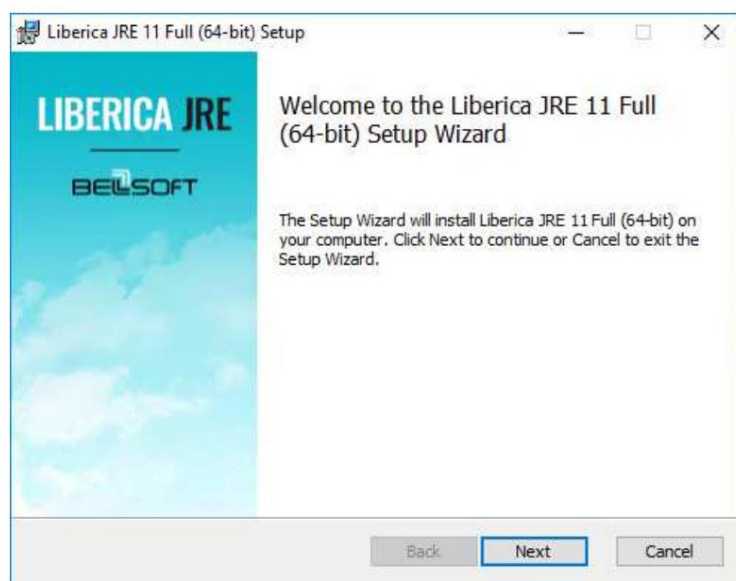 Liberica JRE 11 Full (64-bit) Setup
LIBERICA JRE
BELLSOFT
Welcome to the Liberica JRE 11 Full
(64-bit) Setup Wizard
The Setup Wizard will install Liberica JRE 11 Full (64-bit) on
your computer. Click Next to continue or Cancel to exit the
Setup Wizard.
Back
Next
Cancel